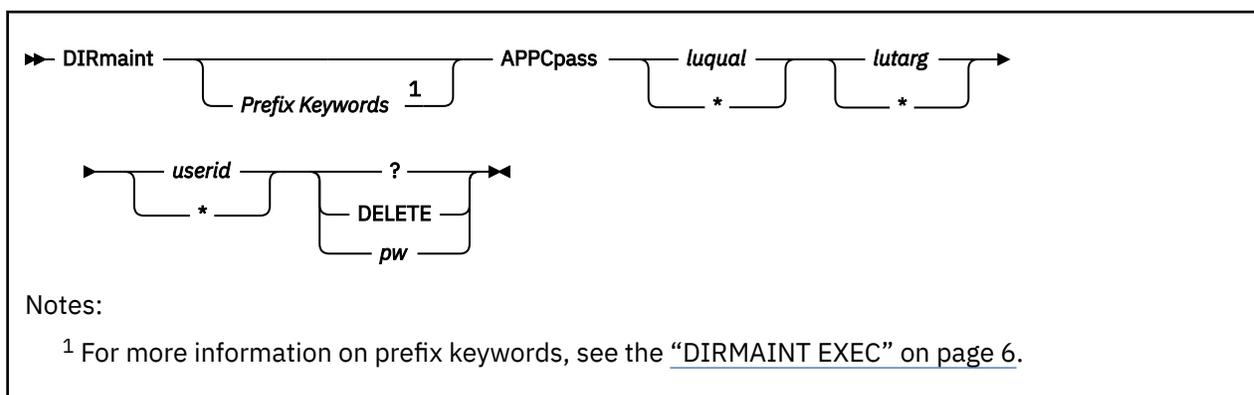 DIRmaint APPCpass luqual lutarg
Prefix Keywords 1 * *
userid ?
* DELETE
pw
Notes:
1 For more information on prefix keywords, see the “DIRMAINT EXEC” on page 6.